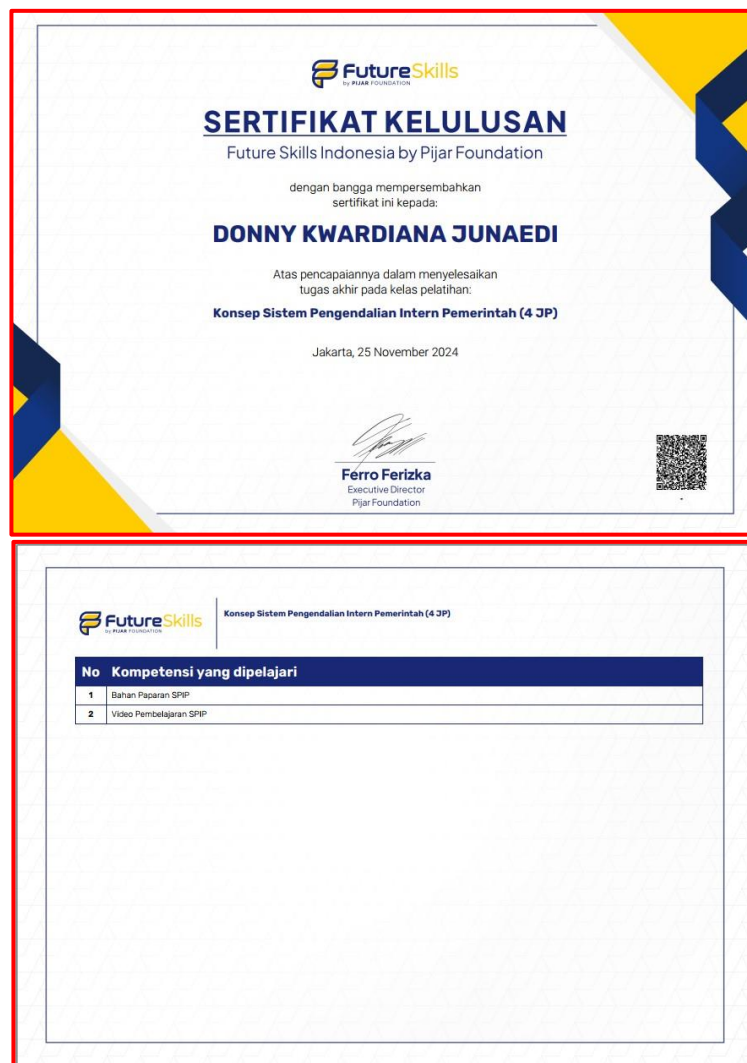 FutureSkills
by PIJAR FOUNDATION
SERTIFIKAT KELULUSAN
Future Skills Indonesia by Pijar Foundation
dengan bangga mempersembahkan
sertifikat ini kepada:
DONNY KWARDIANA JUNAEDI
Atas pencapaiannya dalam menyelesaikan
tugas akhir pada kelas pelatihan:
Konsep Sistem Pengendalian Intern Pemerintah (4 JP)
Jakarta, 25 November 2024
Ferro Ferizka
Executive Director
Pijar Foundation
FutureSkills
by PIJAR FOUNDATION
Konsep Sistem Pengendalian Intern Pemerintah (4 JP)
No Kompetensi yang dipelajari
1 Bahan Paparan SPIP
2 Video Pembelajaran SPIP